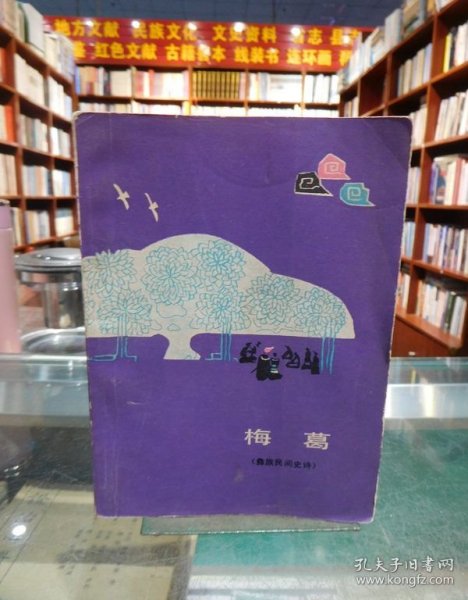 地方文献 民族文化 文史资料 方志 县
红色文献 古籍善本 线装书 连环画
梅葛
(彝族民间史诗)
孔夫子旧书网
www.kongfz.com